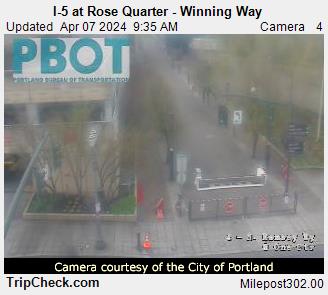 I-5 at Rose Quarter - Winning Way
Updated Apr 07 2024 9:35 AM Camera 4
PBOT
PORTLAND BUREAU OF TRANSPORTATION
Camera courtesy of the City of Portland
TripCheck.com Milepost302.00